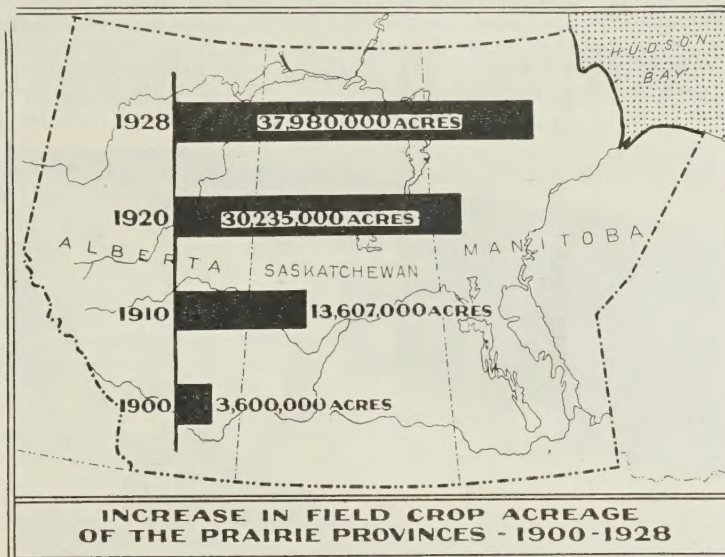 HUDSON
BAY
1928 37,980,000 ACRES
1920 30,235,000 ACRES
ALBERTA SASKATCHEWAN MANITOBA
1910 13,607,000 ACRES
1900 3,600,000 ACRES
INCREASE IN FIELD CROP ACREAGE
OF THE PRAIRIE PROVINCES - 1900-1928